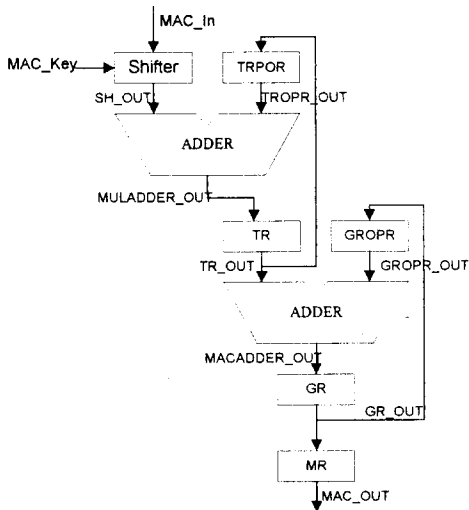 MAC_In
MAC_Key
Shifter
TRPOR
SH_OUT
TROPR_OUT
ADDER
MULADDER_OUT
TR
GROPR
TR_OUT
GROPR_OUT
ADDER
MACADDER_OUT
GR
GR_OUT
MR
MAC_OUT